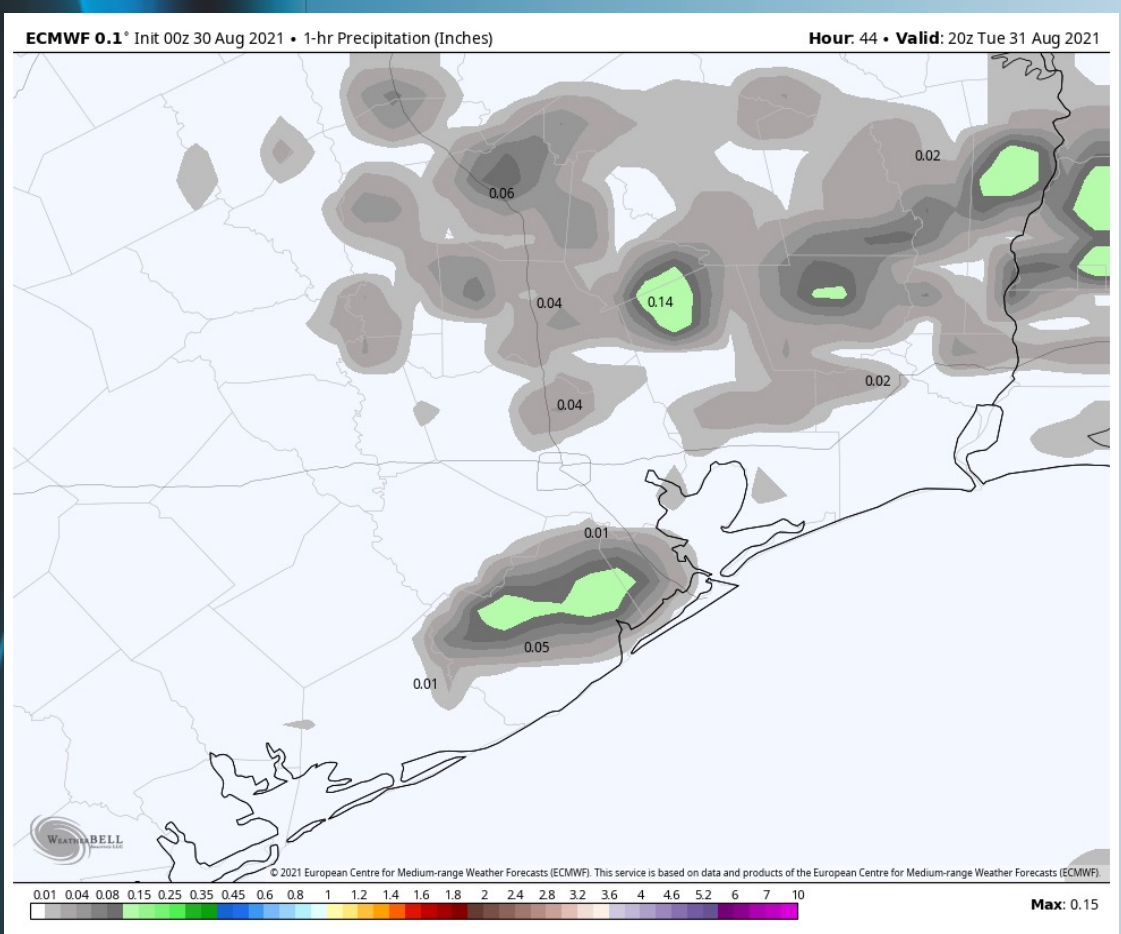 ECMWF 0.1° Init 00z 30 Aug 2021 • 1-hr Precipitation (Inches)
Hour: 44 • Valid: 20z Tue 31 Aug 2021
0.02
0.06
0.04
0.14
0.02
0.04
0.01
0.05
0.01
WEATHERBELL
© 2021 European Centre for Medium-range Weather Forecasts (ECMWF). This service is based on data and products of the European Centre for Medium-range Weather Forecasts (ECMWF).
0.01 0.04 0.08 0.15 0.25 0.35 0.45 0.6 0.8 1 1.2 1.4 1.6 1.8 2 2.4 2.8 3.2 3.6 4 4.6 5.2 6 7 10
Max: 0.15